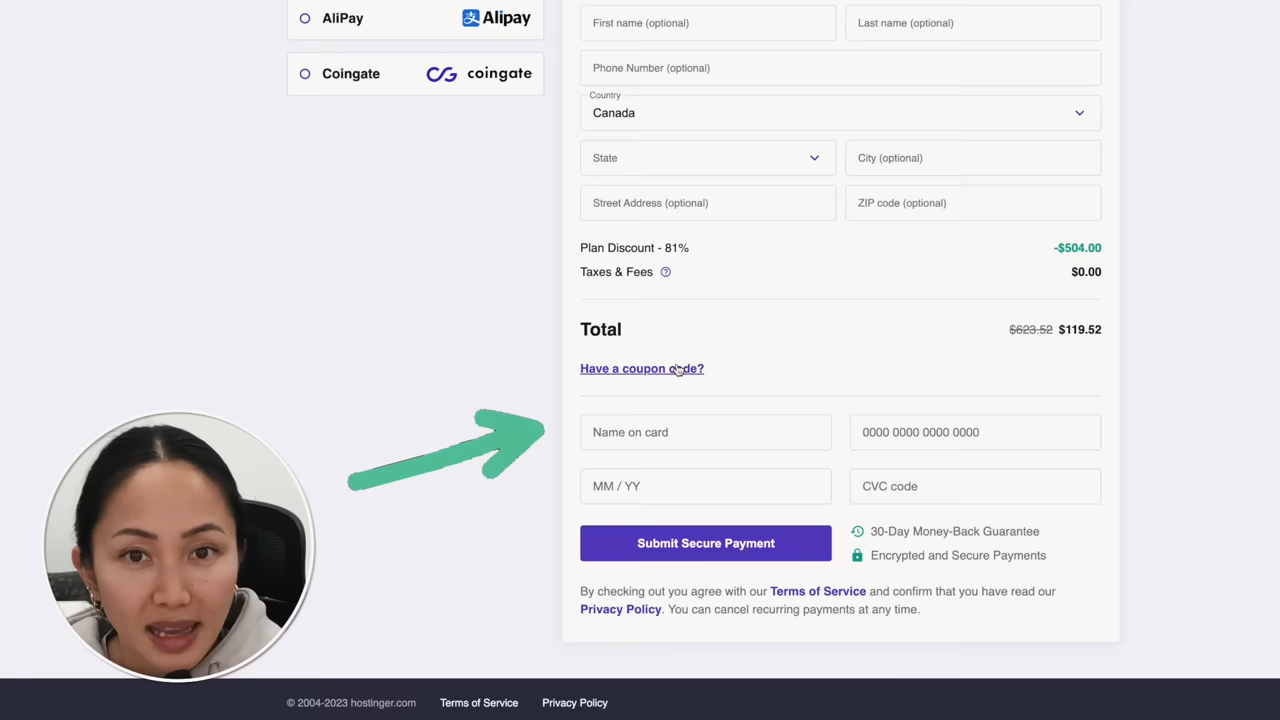 AliPay
Alipay
Coingate
coingate
First name (optional)
Last name (optional)
Phone Number (optional)
Country
Canada
State
City (optional)
Street Address (optional)
ZIP code (optional)
Plan Discount - 81%
-$504.00
Taxes & Fees
$0.00
Total
$623.52 $119.52
Have a coupon code?
Name on card
0000 0000 0000 0000
MM / YY
CVC code
Submit Secure Payment
30-Day Money-Back Guarantee
Encrypted and Secure Payments
By checking out you agree with our Terms of Service and confirm that you have read our
Privacy Policy. You can cancel recurring payments at any time.
© 2004-2023 hostinger.com
Terms of Service
Privacy Policy